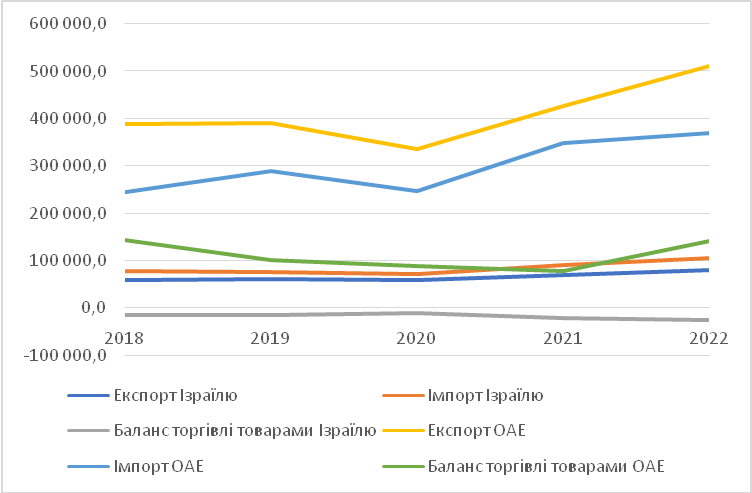 600 000,0
500 000,0
400 000,0
300 000,0
200 000,0
100 000,0
0,0
-100 000,0
2018 2019 2020 2021 2022
Експорт Ізраїлю Імпорт Ізраїлю
Баланс торгівлі товарами Ізраїлю Експорт ОАЕ
Імпорт ОАЕ Баланс торгівлі товарами ОАЕ